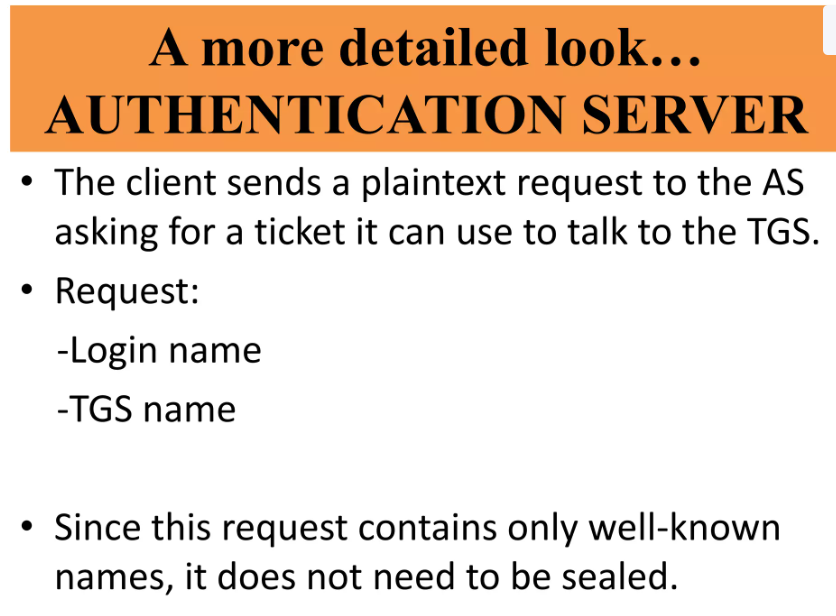 A more detailed look…
AUTHENTICATION SERVER
• The client sends a plaintext request to the AS
asking for a ticket it can use to talk to the TGS.
• Request:
-Login name
-TGS name
• Since this request contains only well-known
names, it does not need to be sealed.